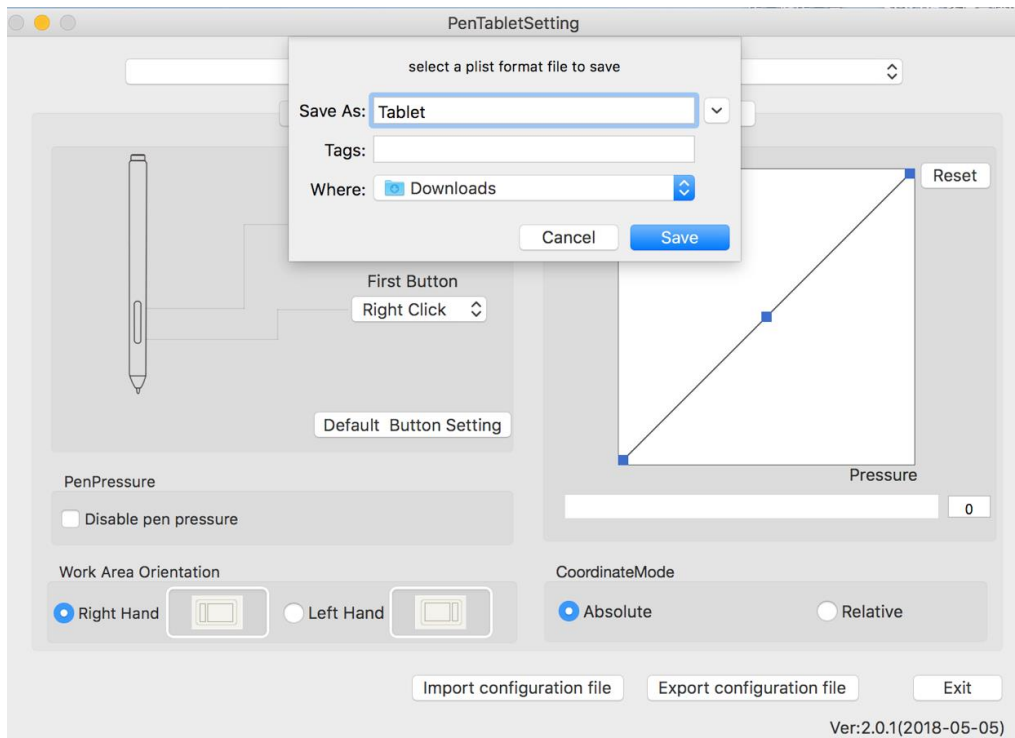 PenTabletSetting
select a plist format file to save
Save As: Tablet
Tags:
Where: Downloads
Cancel Save
Reset
First Button
Right Click
Default Button Setting
Pressure
0
PenPressure
Disable pen pressure
Work Area Orientation
Right Hand Left Hand
CoordinateMode
Absolute Relative
Import configuration file Export configuration file Exit
Ver:2.0.1(2018-05-05)